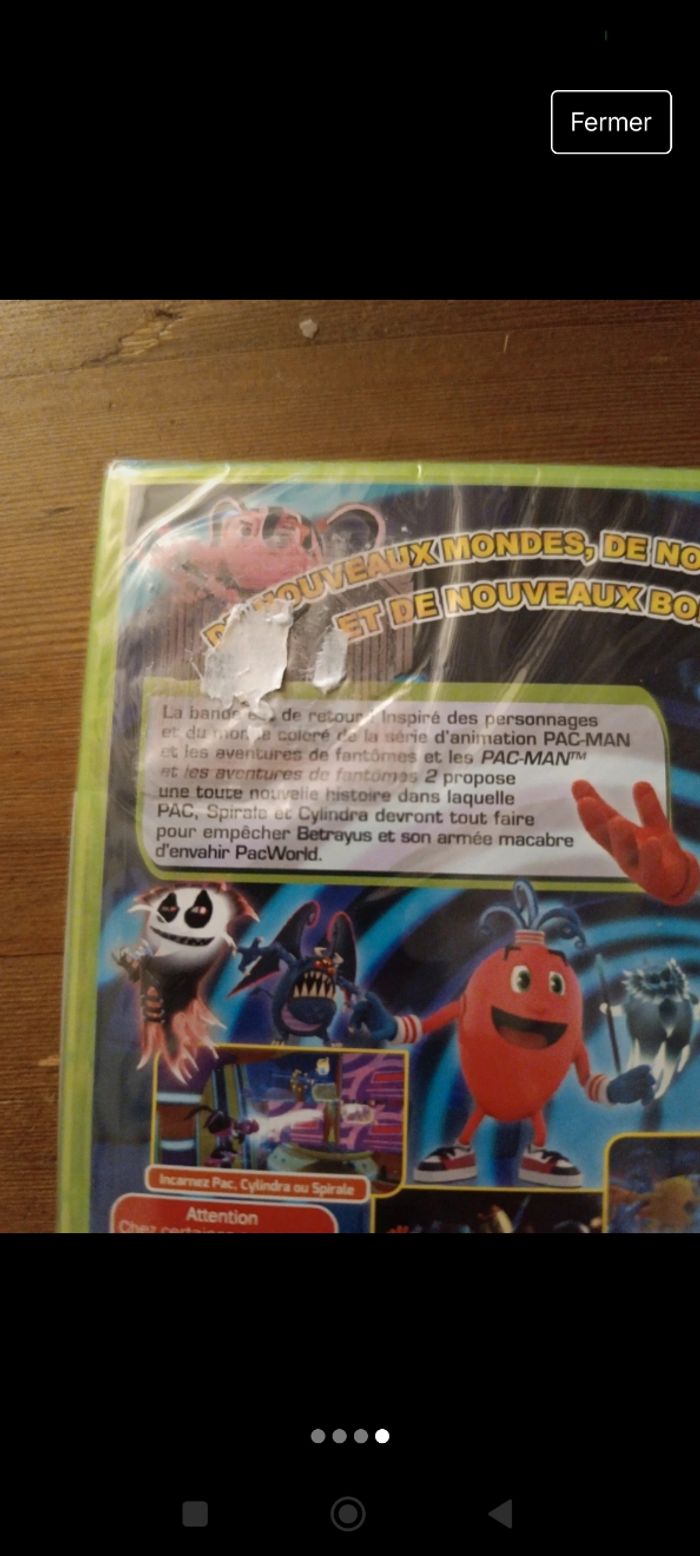 Fermer
NOUVEAUX MONDES, DE NO
ET DE NOUVEAUX BO
La bande de retour ! Inspiré des personnages
et du coloré de la série d'animation PAC-MAN
et les aventures de fantômes et les PAC-MAN™
et les aventures de fantômes 2 propose
une toute nouvelle histoire dans laquelle
PAC, Spirale et Cylindra devront tout faire
pour empêcher Betrayus et son armée macabre
d'envahir PacWorld.
Incarnez Pac, Cylindra ou Spirale
Attention
Chez